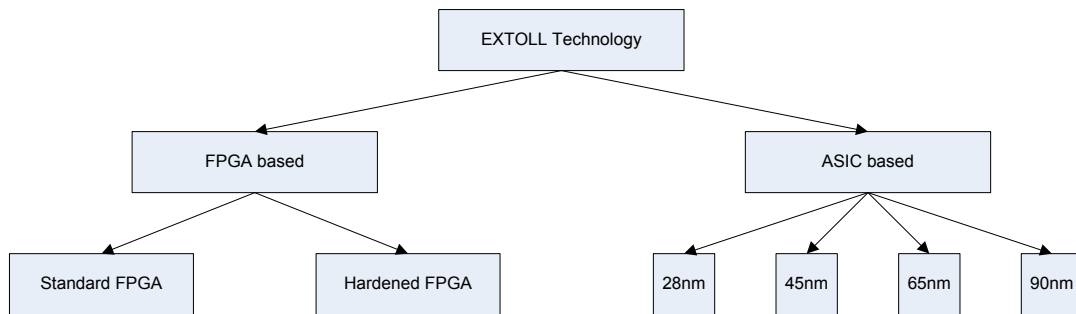 EXTOLL Technology
FPGA based
ASIC based
Standard FPGA
Hardened FPGA
28nm
45nm
65nm
90nm